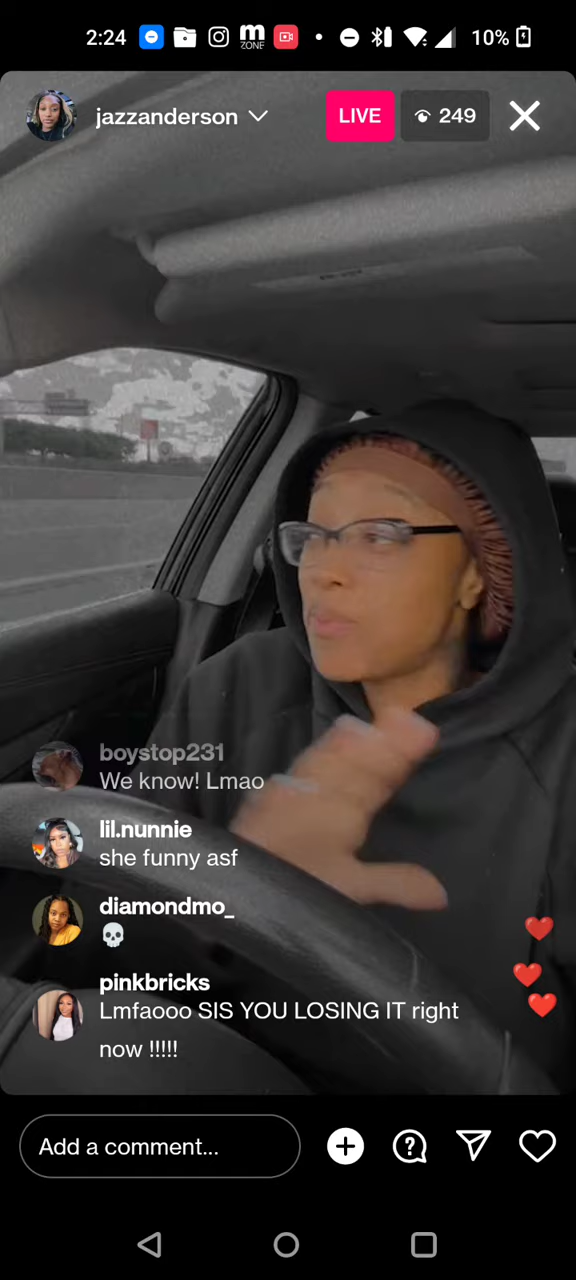 2:24
m
ZONE
10%
jazzanderson
LIVE
249
boystop231
We know! Lmao
lil.nunnie
she funny asf
diamondmo_
pinkbricks
Lmfaooo SIS YOU LOSING IT right
now !!!!!
Add a comment...